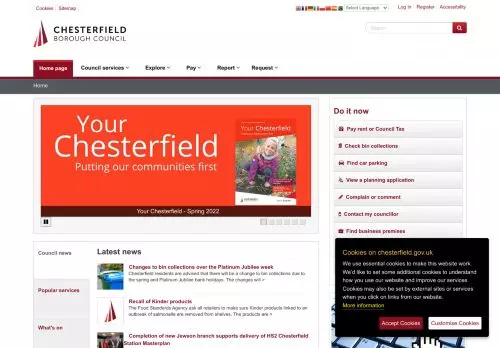 Cookies Sitemap
Select Language
Log in Register Accessibility
CHESTERFIELD
BOROUGH COUNCIL
Search
Home page Council services Explore Pay Report Request
Home
Your
Chesterfield
Putting our communities first
Your
Chesterfield
Your Chesterfield - Spring 2022
Do it now
Pay rent or Council Tax
Check bin collections
Find car parking
View a planning application
Complain or comment
Contact my councillor
Find business premises
Council news
Popular services
What's on
Latest news
Changes to bin collections over the Platinum Jubilee week
Chesterfield residents are advised that there will be a change to bin collections due to
the spring and Platinum Jubilee bank holidays. The changes will >
Recall of Kinder products
The Food Standards Agency ask all retailers to make sure Kinder products linked to an
outbreak of salmonella are removed from shelves. The products are >
Completion of new Jewson branch supports delivery of HS2 Chesterfield
Station Masterplan
Cookies on chesterfield.gov.uk
We use essential cookies to make this website work.
We'd like to set some additional cookies to understand
how you use our website and improve our services.
Cookies may also be set by external sites or services
when you click on links from our website.
More information
Accept Cookies Customise Cookies